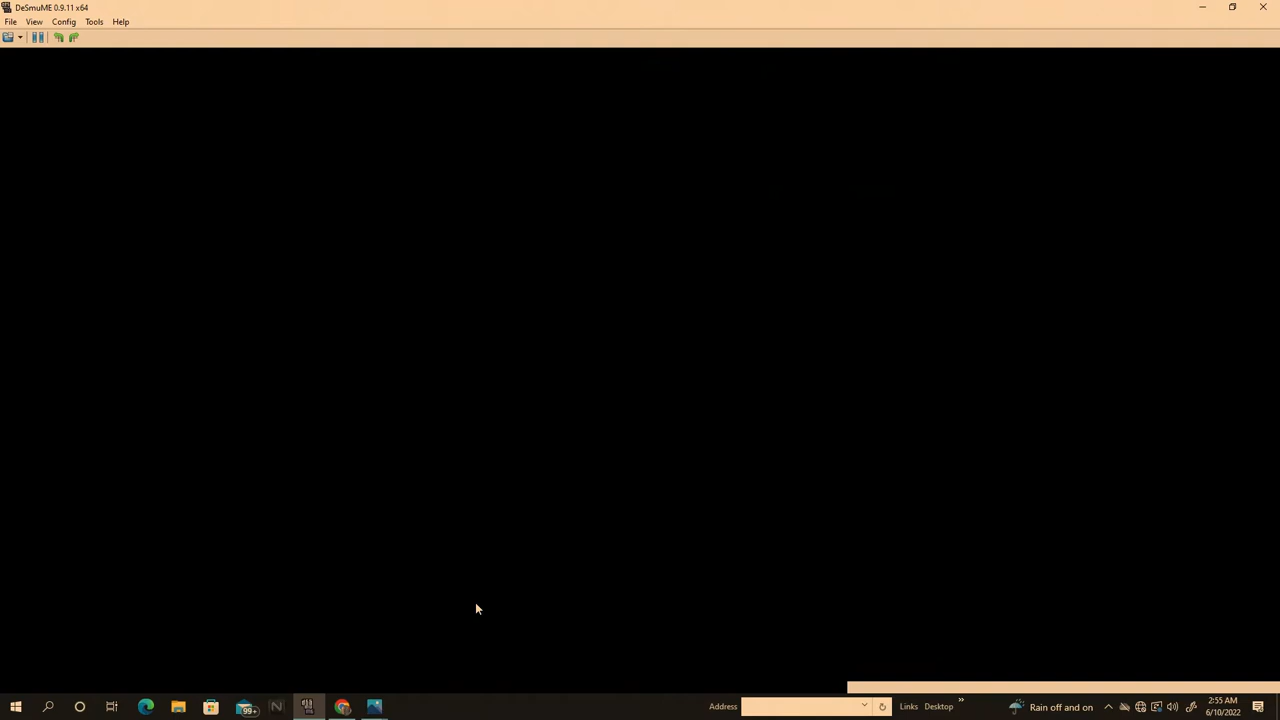 DeSmuME 0.9.11 x64
File View Config Tools Help
99+
Address
Links Desktop »
Rain off and on
2:55 AM
6/10/2022